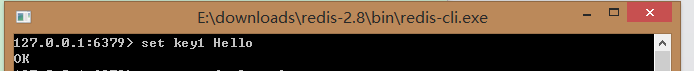 E:\downloads\redis-2.8\bin\redis-cli.exe
127.0.0.1:6379> set key1 Hello
OK